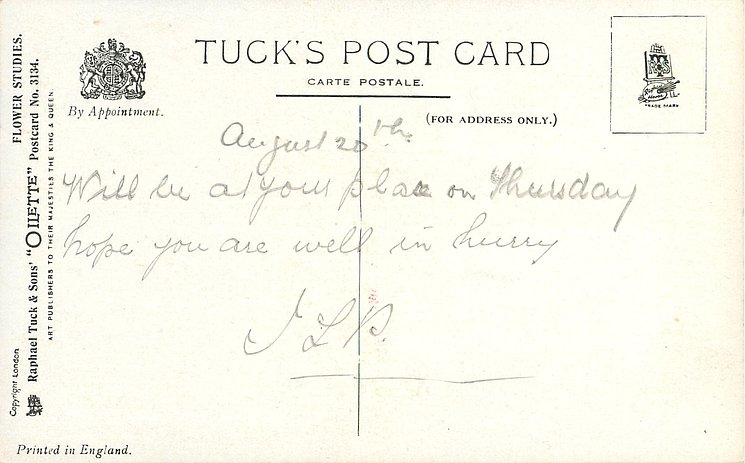 TUCK'S POST CARD
CARTE POSTALE.
By Appointment.
(FOR ADDRESS ONLY.)
TRADE MARK
August 20th
Will be at your place on Thursday
hope you are well in hurry
J L P.
FLOWER STUDIES.
Raphael Tuck & Sons' "OILETTE" Postcard No. 3134.
ART PUBLISHERS TO THEIR MAJESTIES THE KING & QUEEN.
Copyright London
Printed in England.